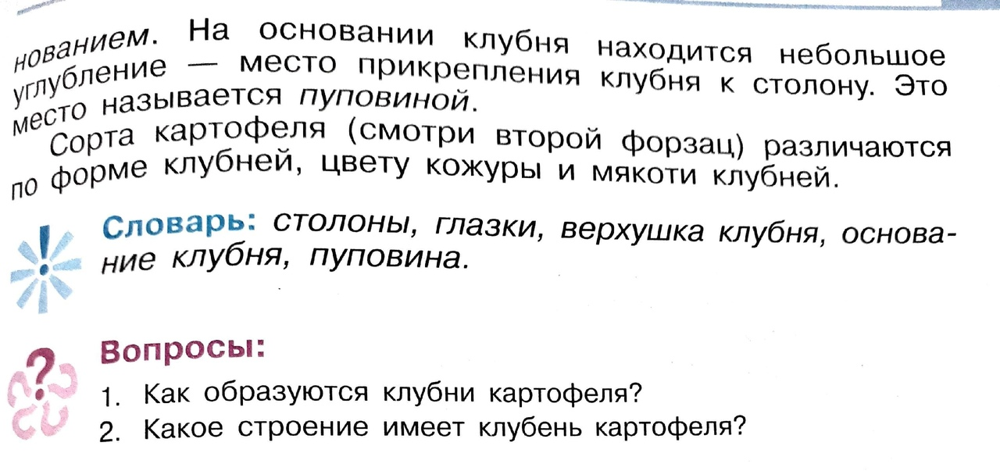 нованием. На основании клубня находится небольшое
углубление — место прикрепления клубня к столону. Это
место называется пуповиной.
Сорта картофеля (смотри второй форзац) различаются
по форме клубней, цвету кожуры и мякоти клубней.
Словарь: столоны, глазки, верхушка клубня, основа-
ние клубня, пуповина.
Вопросы:
1. Как образуются клубни картофеля?
2. Какое строение имеет клубень картофеля?